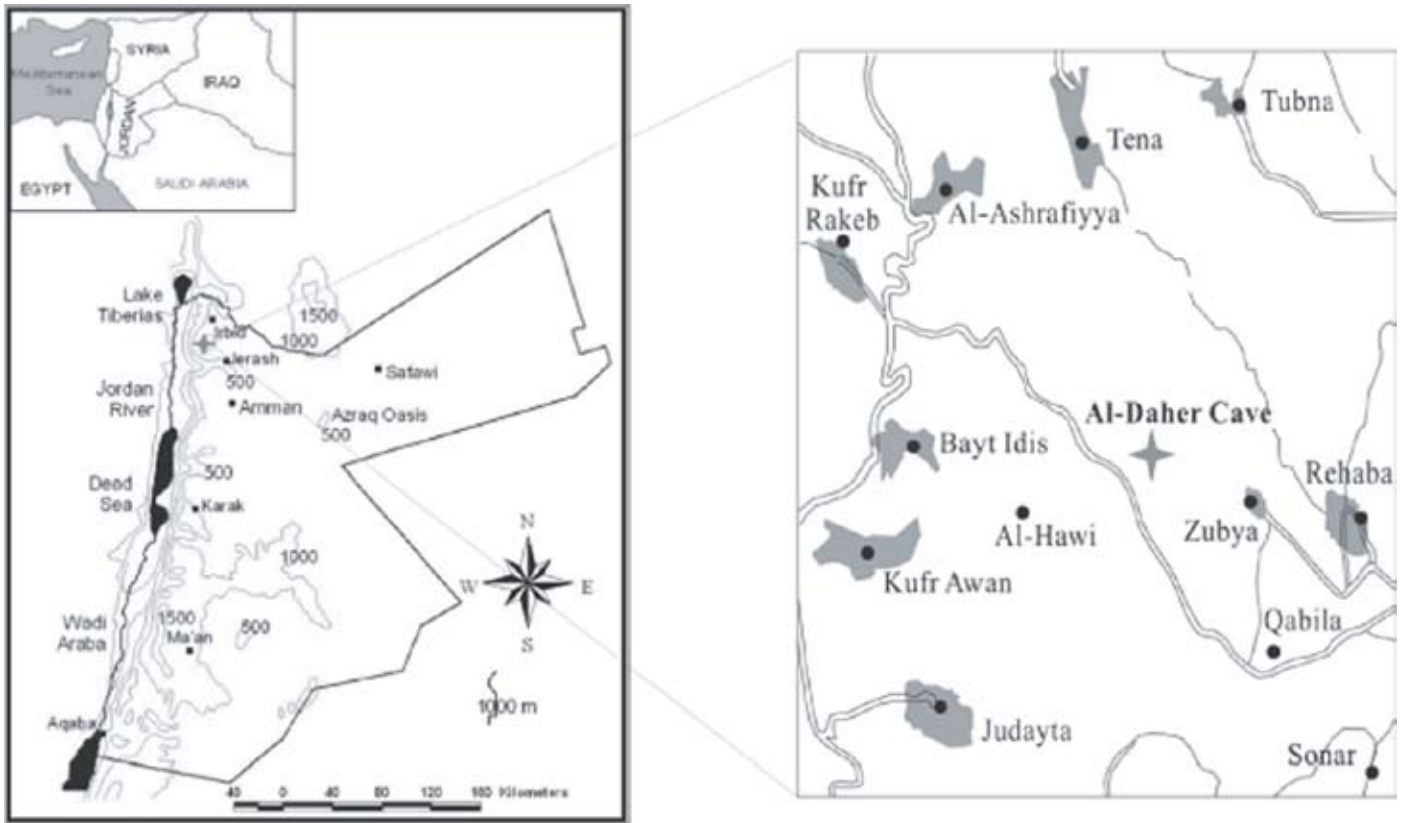 SYRIA
Mediterranean
Sea
IRAQ
JORDAN
EGYPT
SAUDI ARABIA
Lake
Tiberias
Irbid
1500
1000
Jerash
500
Safawi
Jordan
River
Amman
Azraq Oasis
500
500
Dead
Sea
Karak
N
W
E
S
1000
1500
500
Wadi
Araba
Ma'an
1000 m
Aqaba
40 0 40 80 120 160 Kilometers
Tubna
Tena
Kufr
Rakeb
Al-Ashrafiyya
Al-Daher Cave
Bayt Idis
Rehaba
Al-Hawi
Zubya
Kufr Awan
Qabila
Judayta
Sonar